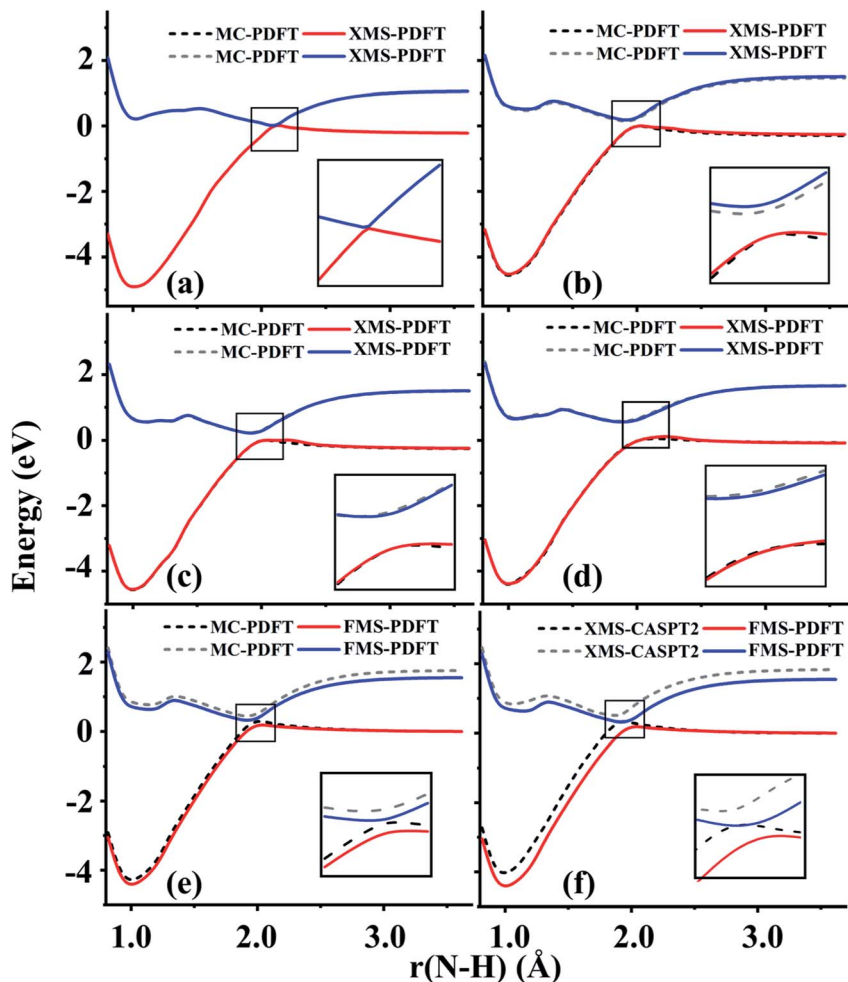 MC-PDFT XMS-PDFT
MC-PDFT XMS-PDFT
MC-PDFT XMS-PDFT
MC-PDFT XMS-PDFT
2
0
-4
(a)
(b)
MC-PDFT XMS-PDFT
MC-PDFT XMS-PDFT
MC-PDFT XMS-PDFT
MC-PDFT XMS-PDFT
2
0
-2
-4
(c)
(d)
MC-PDFT FMS-PDFT
MC-PDFT FMS-PDFT
XMS-CASPT2 FMS-PDFT
XMS-CASPT2 FMS-PDFT
2
0
-2
-4
(e)
(f)
Energy (eV)
1.0 2.0 3.0 1.0 2.0 3.0
r(N-H) (Å)